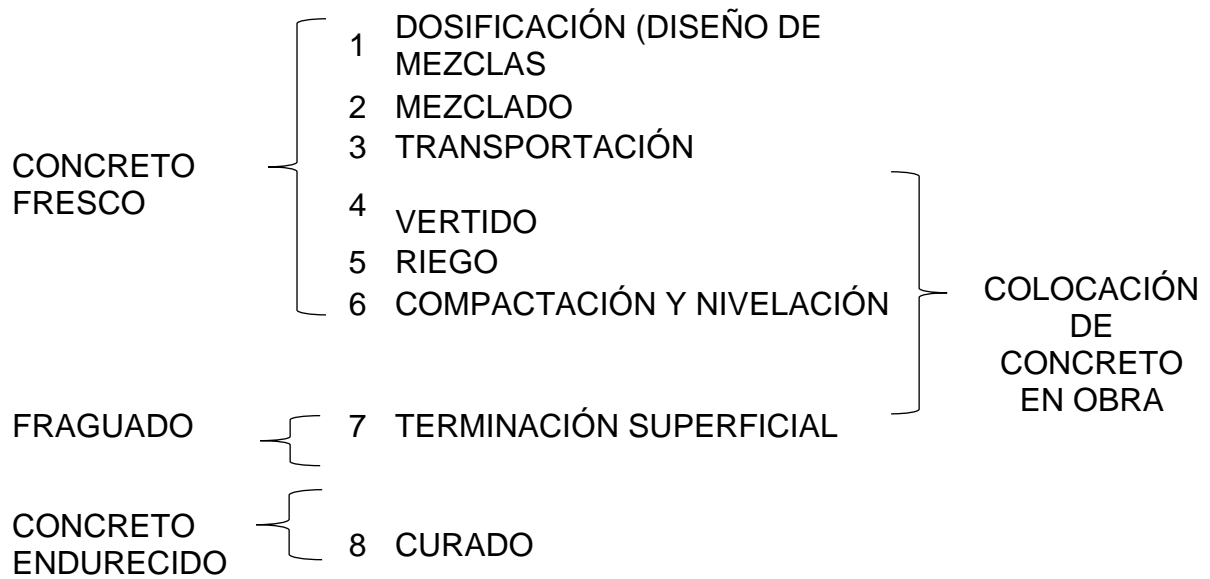 CONCRETO
FRESCO
1 DOSIFICACIÓN (DISEÑO DE
MEZCLAS
2 MEZCLADO
3 TRANSPORTACIÓN
4 VERTIDO
5 RIEGO
6 COMPACTACIÓN Y NIVELACIÓN
COLOCACIÓN
DE
CONCRETO
EN OBRA
FRAGUADO
7 TERMINACIÓN SUPERFICIAL
CONCRETO
ENDURECIDO
8 CURADO